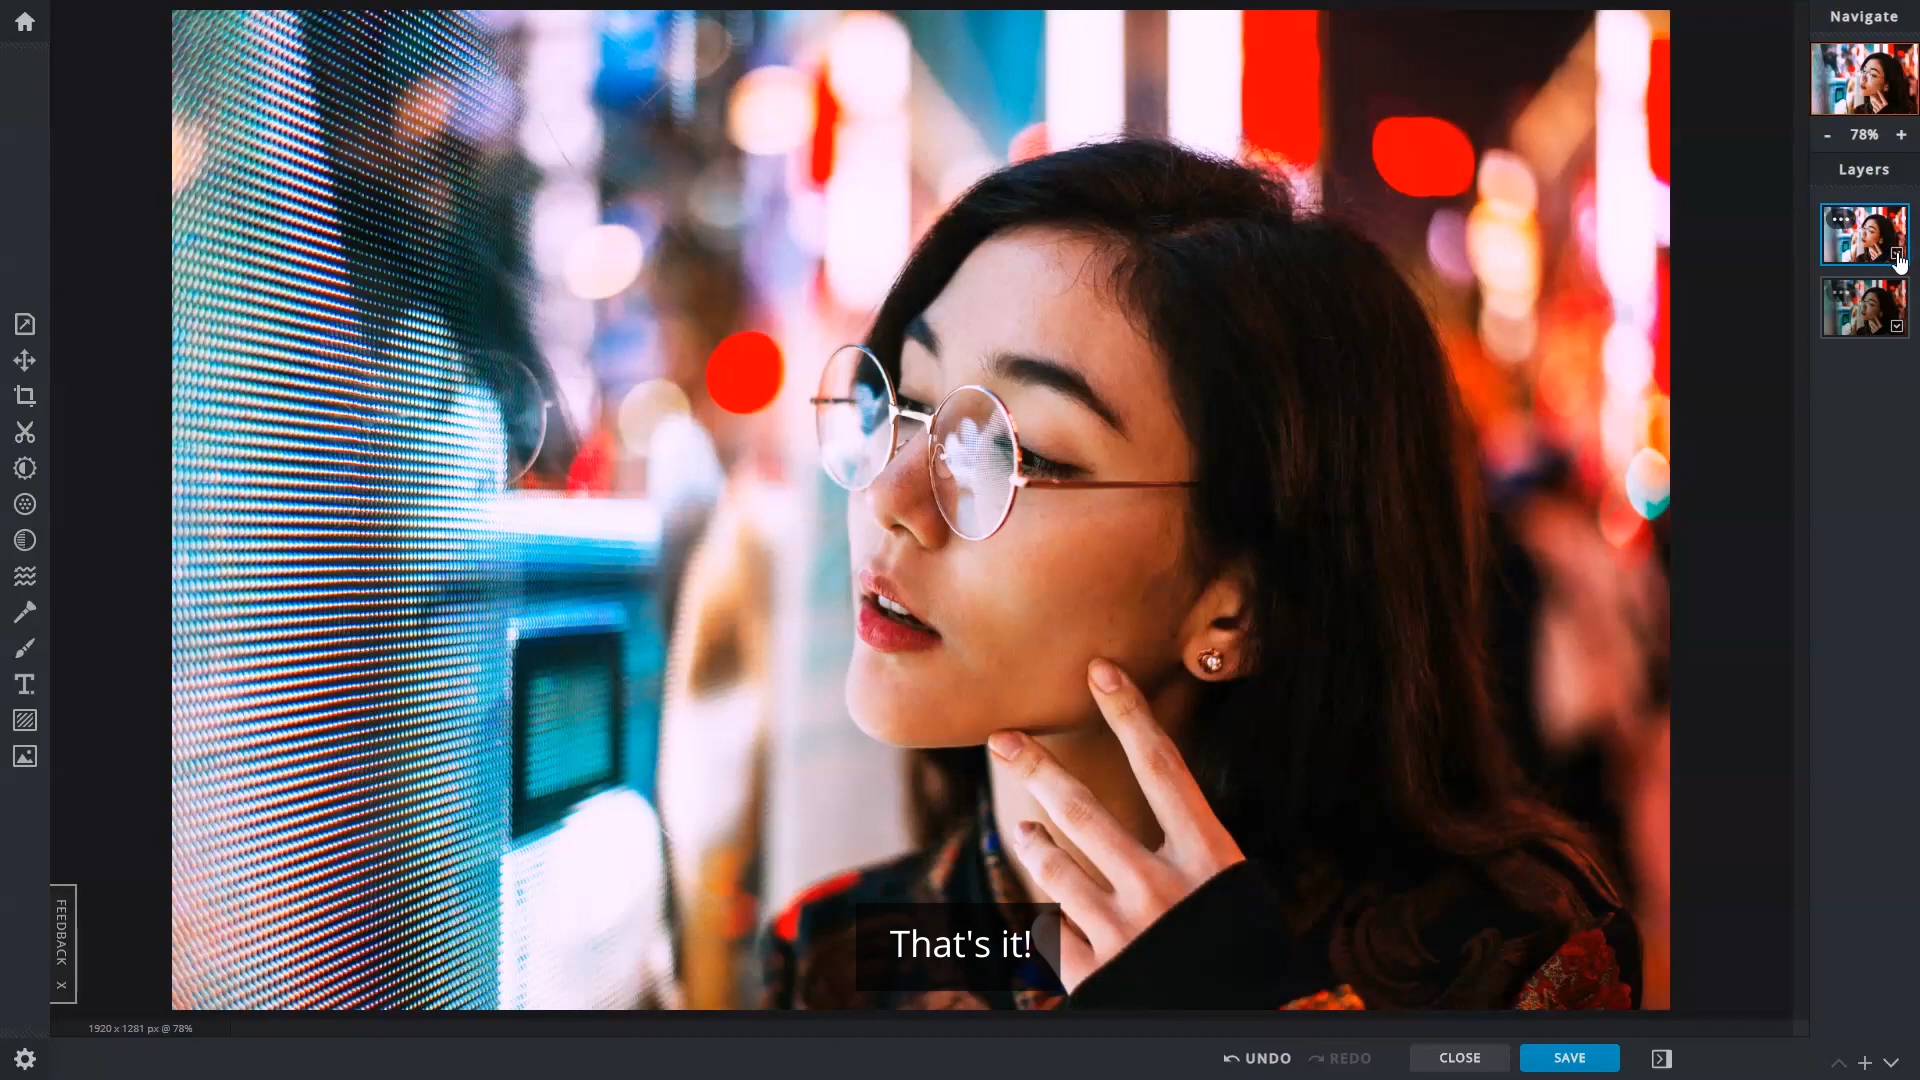 Navigate
- 78% +
Layers
FEEDBACK X
That's it!
1920 x 1281 px @ 78%
UNDO
REDO
CLOSE
SAVE